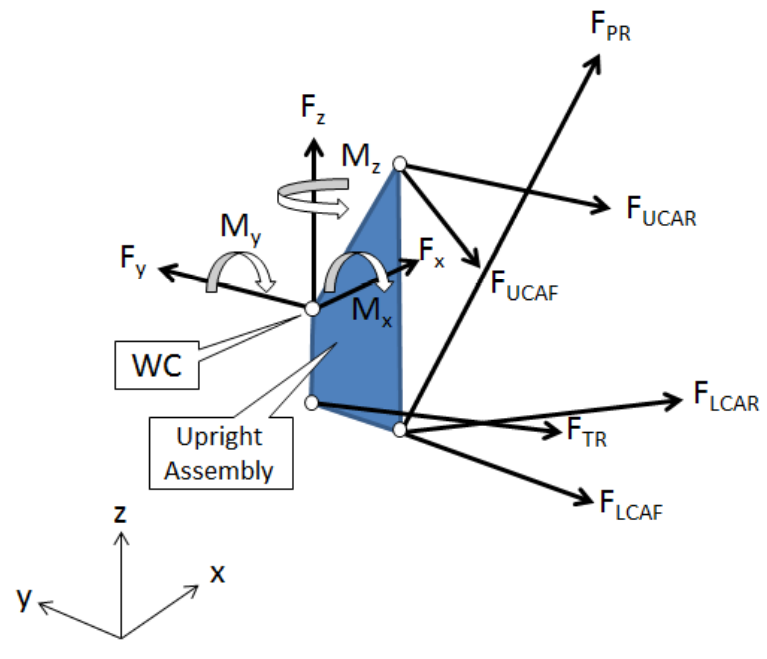 F_PR
F_z
M_z
F_UCAR
M_y
F_y
F_x
F_UCAF
M_x
WC
F_LCAR
Upright
Assembly
F_TR
F_LCAF
z
x
y